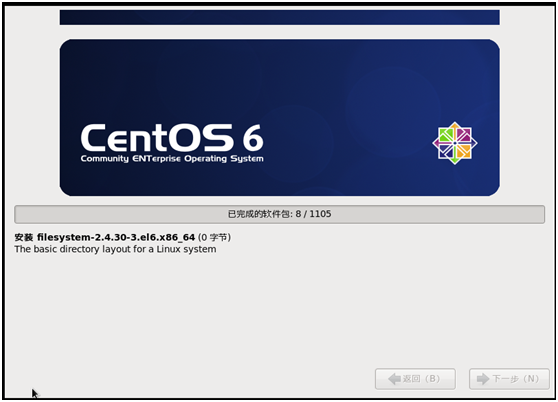 CentOS 6
Community ENTerprise Operating System
已完成的软件包: 8 / 1105
安装 filesystem-2.4.30-3.el6.x86_64 (0 字节)
The basic directory layout for a Linux system
返回（B）
下一步（N）